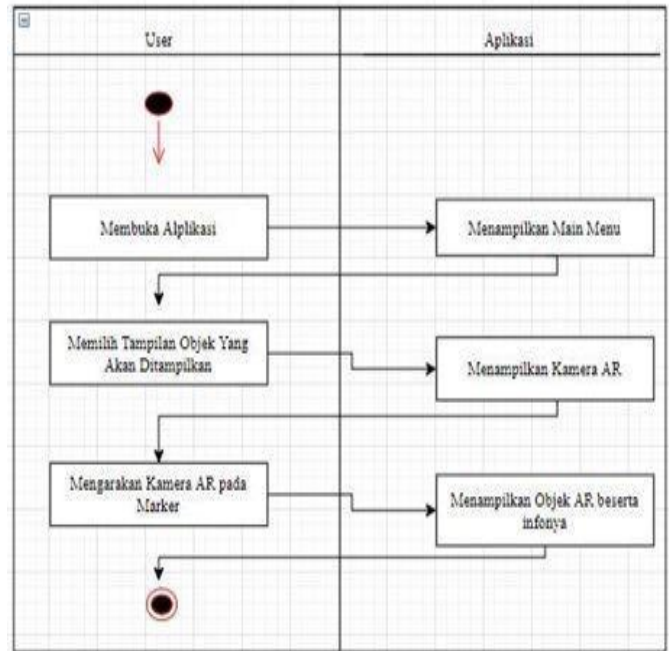 User
Aplikasi
Membuka Alplikasi
Menampilkan Main Menu
Memilih Tampilan Objek Yang
Akan Ditampilkan
Menampilkan Kamera AR
Mengarakan Kamera AR pada
Marker
Menampilkan Objek AR beserta
infonya